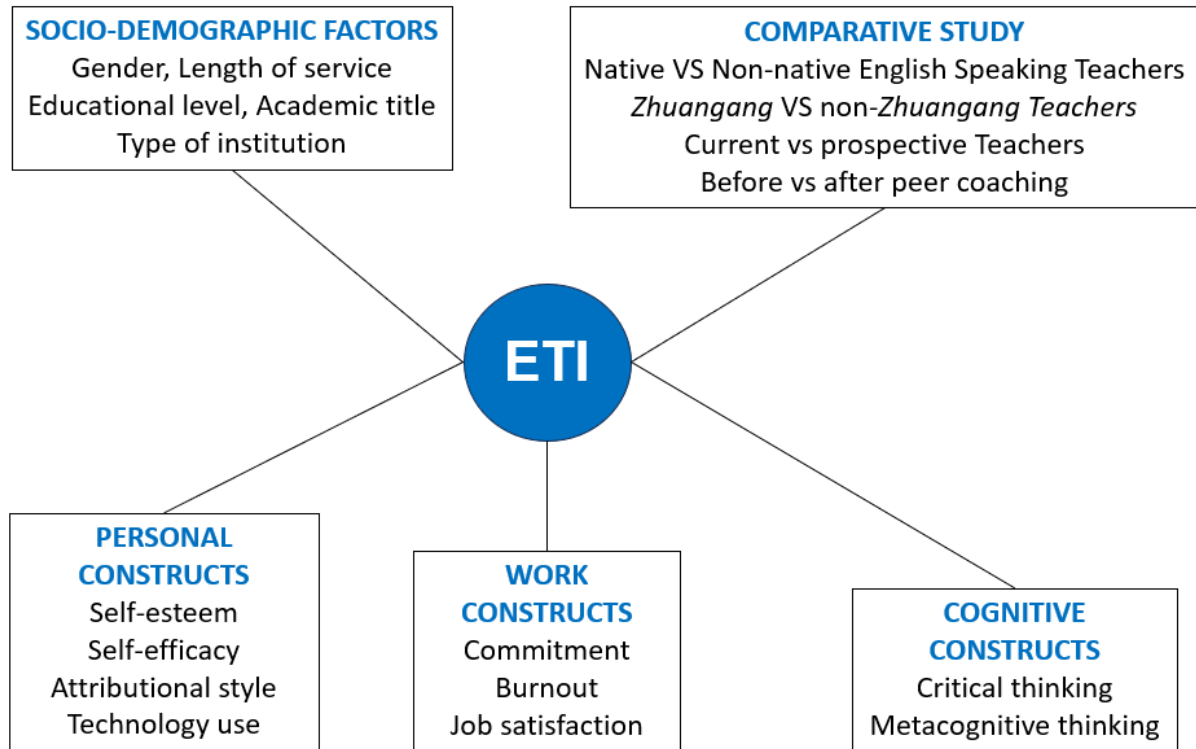 SOCIO-DEMOGRAPHIC FACTORS
Gender, Length of service
Educational level, Academic title
Type of institution
COMPARATIVE STUDY
Native VS Non-native English Speaking Teachers
Zhuangang VS non-Zhuangang Teachers
Current vs prospective Teachers
Before vs after peer coaching
ETI
PERSONAL
CONSTRUCTS
Self-esteem
Self-efficacy
Attributional style
Technology use
WORK
CONSTRUCTS
Commitment
Burnout
Job satisfaction
COGNITIVE
CONSTRUCTS
Critical thinking
Metacognitive thinking